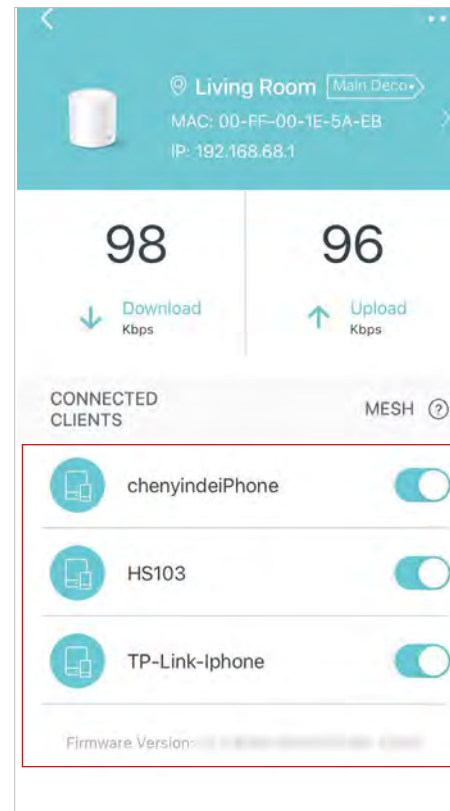 Living Room Main Deco
MAC: 00-FF-00-1E-5A-EB
IP: 192.168.68.1
98
96
Download
Kbps
Upload
Kbps
CONNECTED
CLIENTS
MESH ?
chenyindeiPhone
HS103
TP-Link-Iphone
Firmware Version: